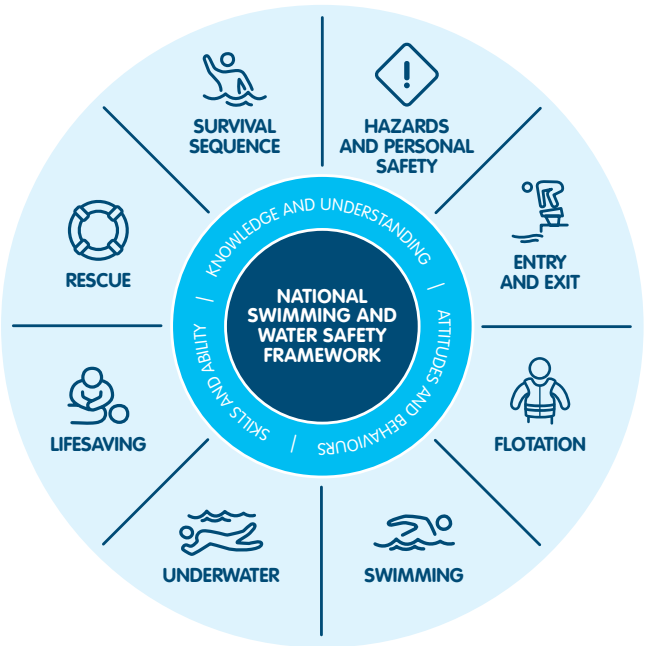 NATIONAL
SWIMMING AND
WATER SAFETY
FRAMEWORK
KNOWLEDGE AND UNDERSTANDING |
ATTITUDES AND BEHAVIOURS |
SKILLS AND ABILITY |
HAZARDS
AND PERSONAL
SAFETY
ENTRY
AND EXIT
FLOTATION
SWIMMING
UNDERWATER
LIFESAVING
RESCUE
SURVIVAL
SEQUENCE